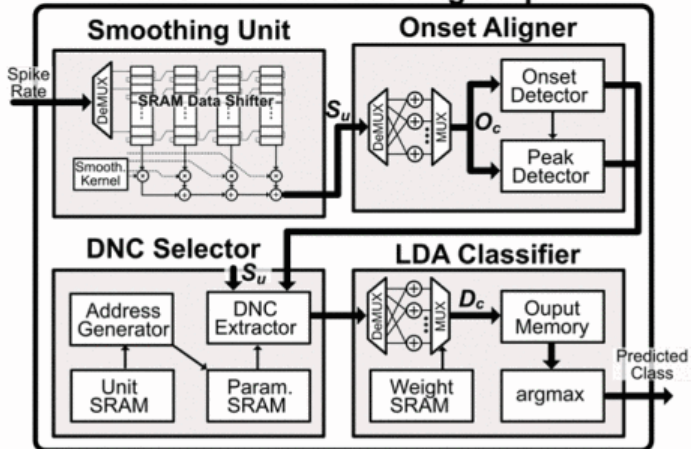 Smoothing Unit
Onset Aligner
Spike
Rate
DeMUX
SRAM Data Shifter
Smooth.
Kernel
Su
DeMUX
MUX
Oc
Onset
Detector
Peak
Detector
DNC Selector
Su
LDA Classifier
Address
Generator
DNC
Extractor
Unit
SRAM
Param.
SRAM
DeMUX
MUX
Dc
Weight
SRAM
Ouput
Memory
argmax
Predicted
Class